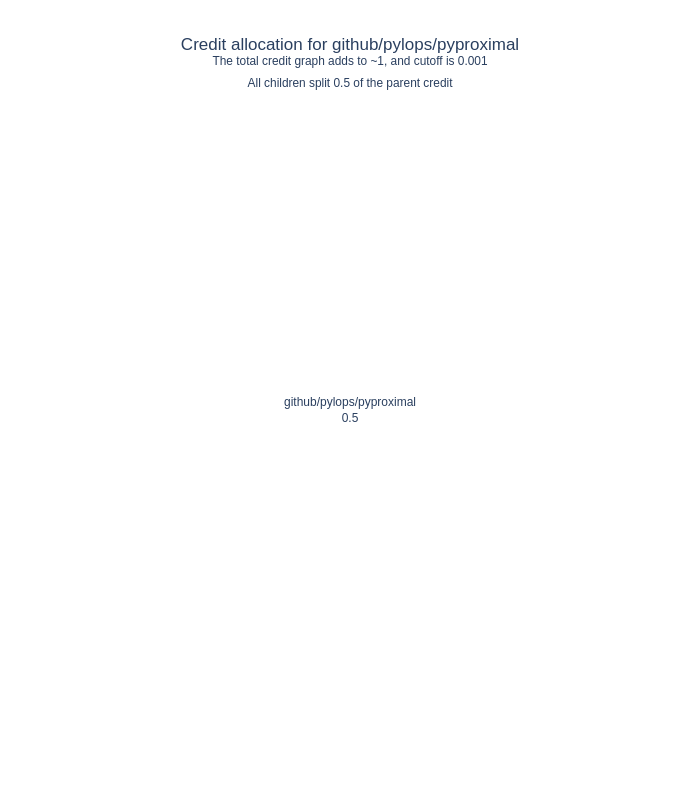 Credit allocation for github/pylops/pyproximal
The total credit graph adds to ~1, and cutoff is 0.001
All children split 0.5 of the parent credit
github/pylops/pyproximal
0.5